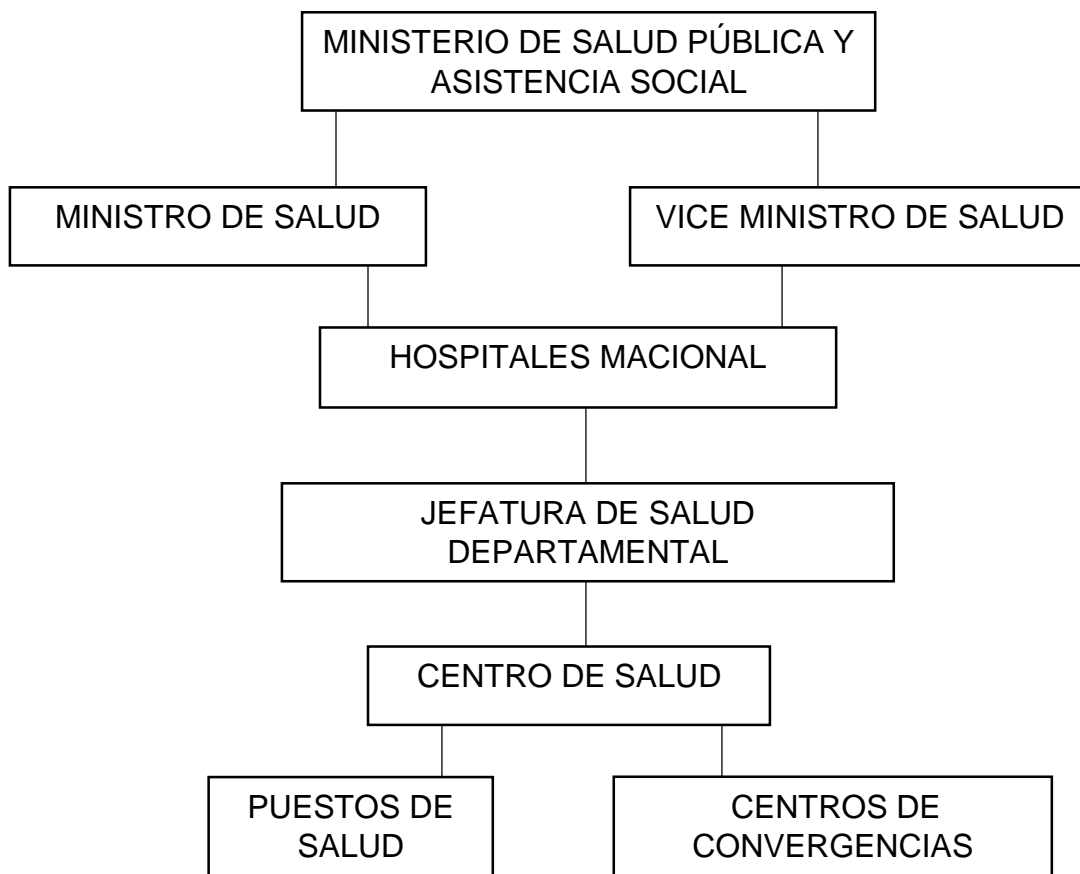 MINISTERIO DE SALUD PÚBLICA Y
ASISTENCIA SOCIAL
MINISTRO DE SALUD
VICE MINISTRO DE SALUD
HOSPITALES MACIONAL
JEFATURA DE SALUD
DEPARTAMENTAL
CENTRO DE SALUD
PUESTOS DE
SALUD
CENTROS DE
CONVERGENCIAS